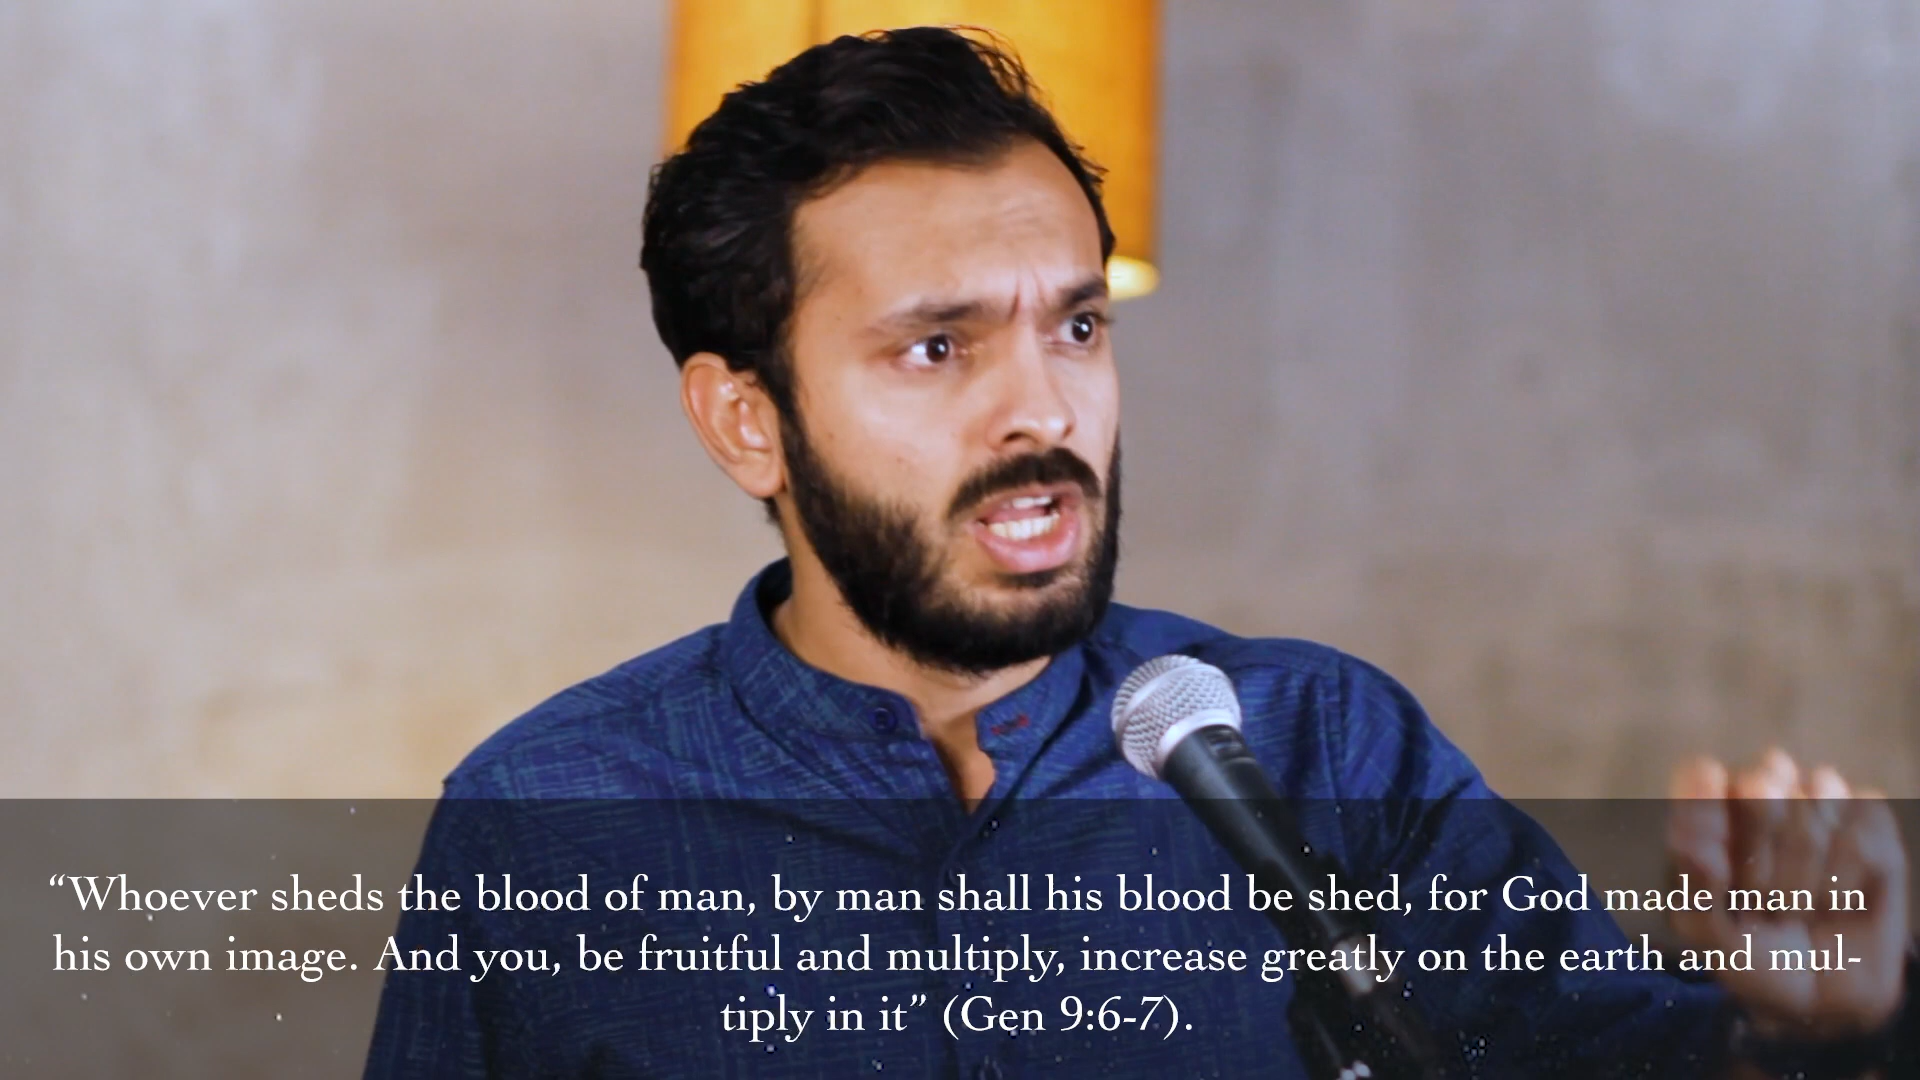 “Whoever sheds the blood of man, by man shall his blood be shed, for God made man in
his own image. And you, be fruitful and multiply, increase greatly on the earth and mul-
tiply in it” (Gen 9:6-7).